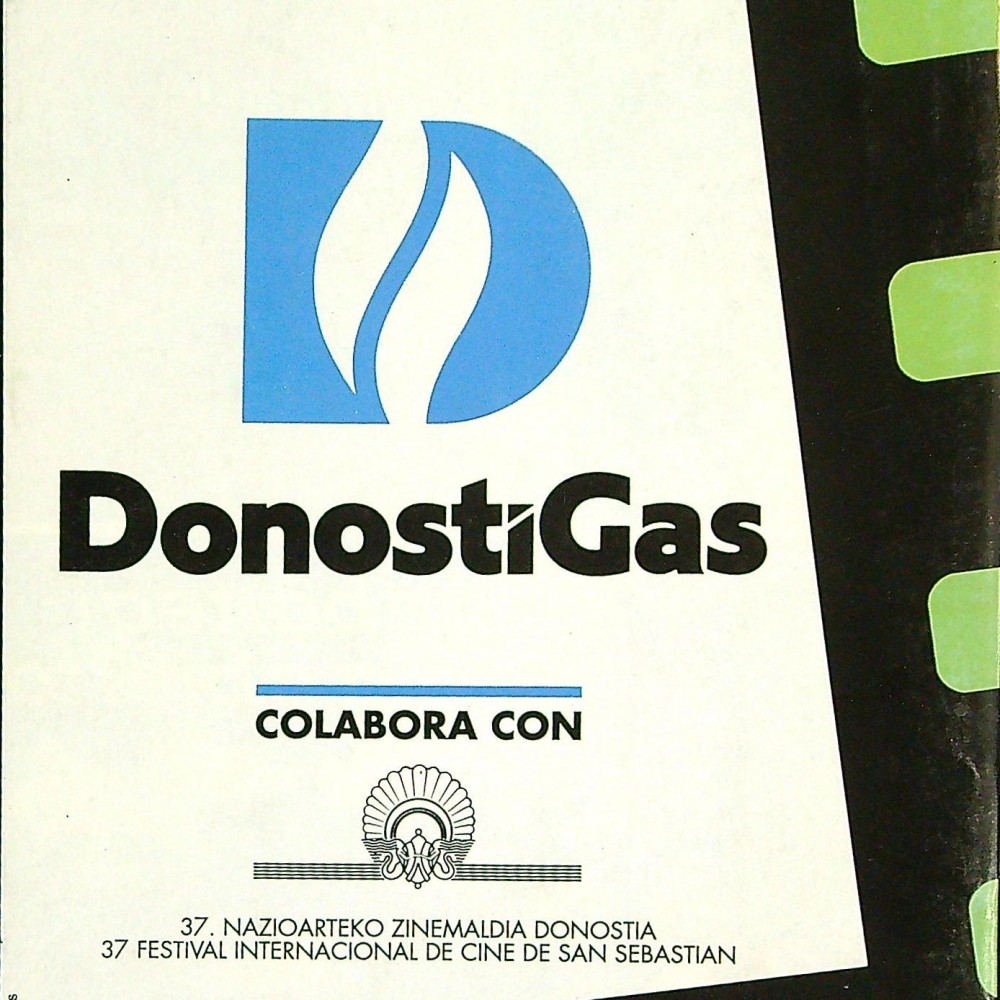 DonostiGas
COLABORA CON
37. NAZIOARTEKO ZINEMALDIA DONOSTIA
37 FESTIVAL INTERNACIONAL DE CINE DE SAN SEBASTIAN